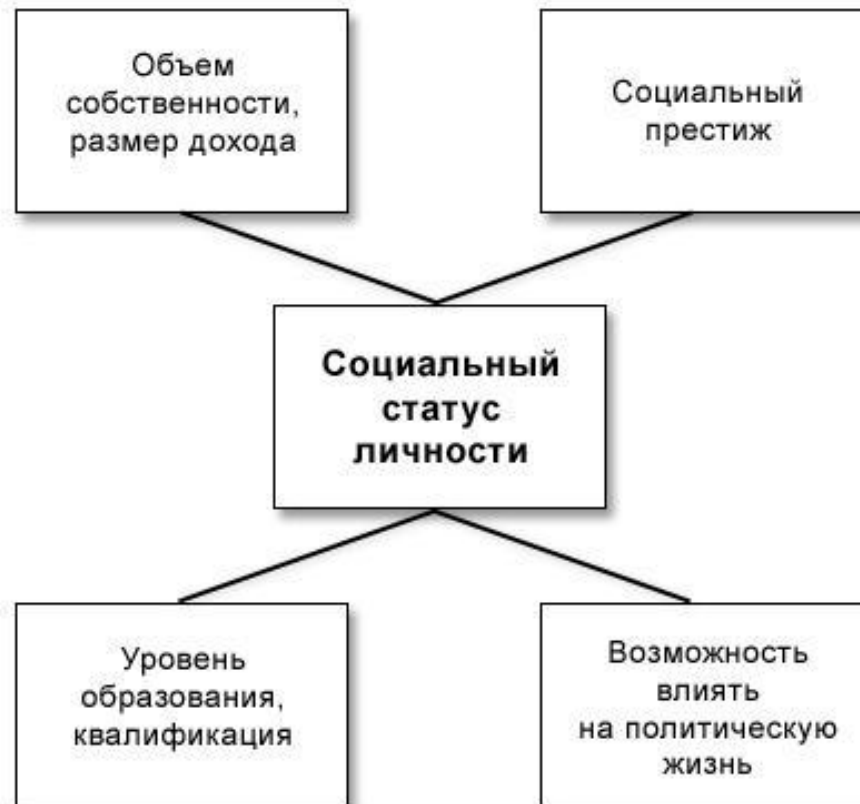 Объем
собственности,
размер дохода
Социальный
престиж
Социальный
статус
личности
Уровень
образования,
квалификация
Возможность
влиять
на политическую
жизнь